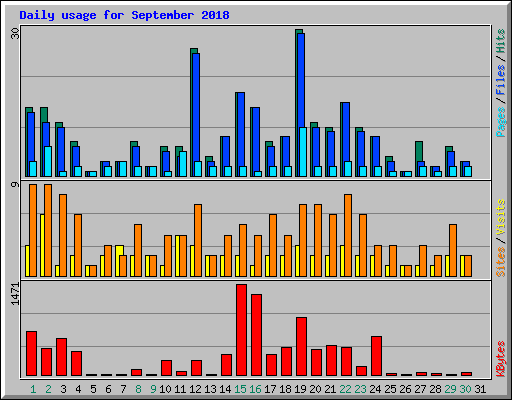 Daily usage for September 2018
30
9
1471
Pages / Files / Hits
Sites / Visits
KBytes
1 2 3 4 5 6 7 8 9 10 11 12 13 14 15 16 17 18 19 20 21 22 23 24 25 26 27 28 29 30 31